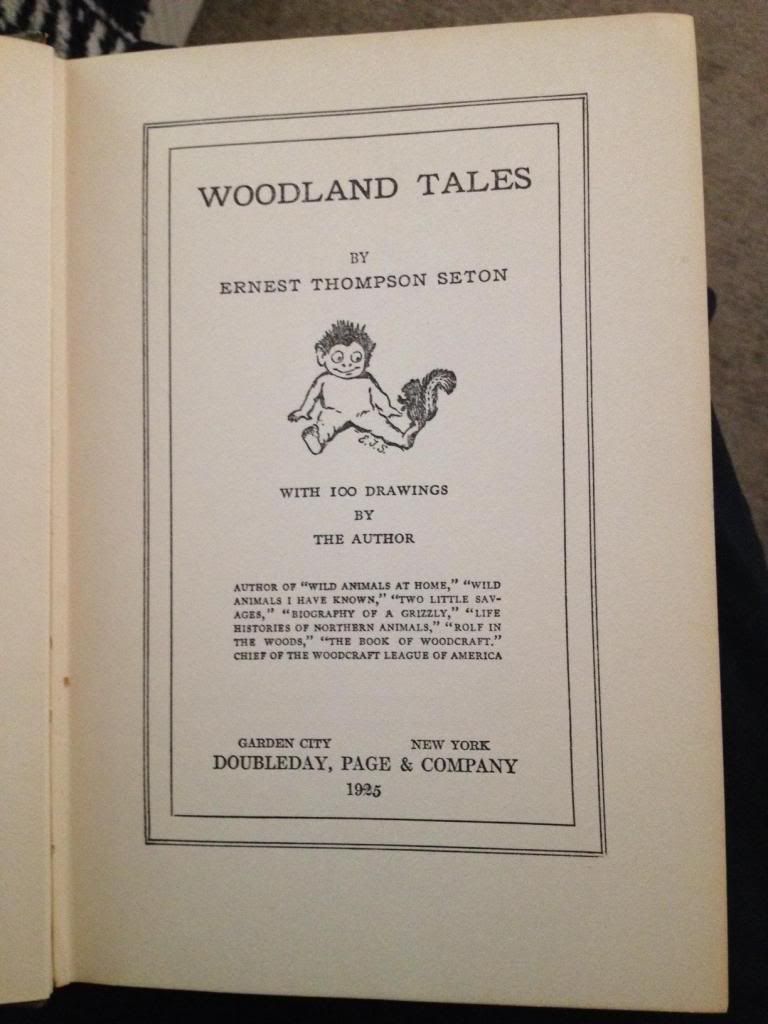 WOODLAND TALES
BY
ERNEST THOMPSON SETON
E.T.S.
WITH 100 DRAWINGS
BY
THE AUTHOR
AUTHOR OF "WILD ANIMALS AT HOME," "WILD
ANIMALS I HAVE KNOWN," "TWO LITTLE SAV-
AGES," "BIOGRAPHY OF A GRIZZLY," "LIFE
HISTORIES OF NORTHERN ANIMALS," "ROLF IN
THE WOODS," "THE BOOK OF WOODCRAFT."
CHIEF OF THE WOODCRAFT LEAGUE OF AMERICA
GARDEN CITY NEW YORK
DOUBLEDAY, PAGE & COMPANY
1925